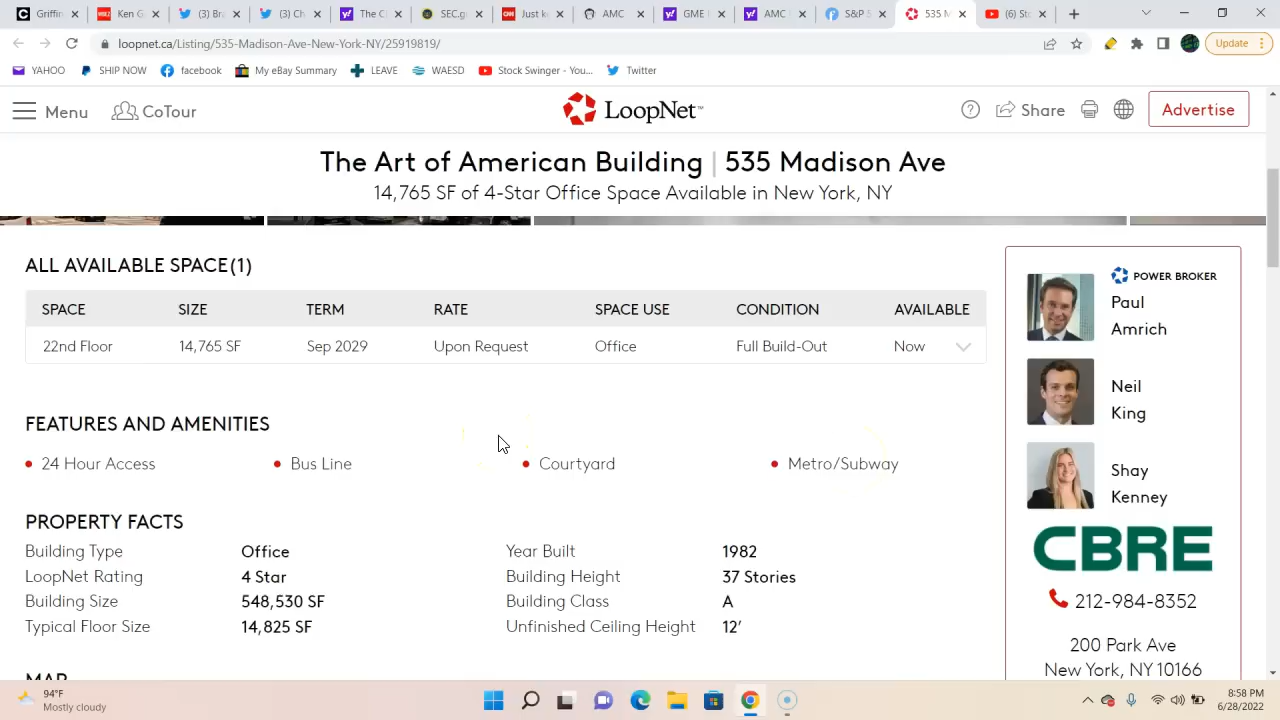 Griffin
Ken G
(3) Br
(2) St
The C
SEC.g
Justin
AMC
GME
AMC
S&P
535 M
(6) St
loopnet.ca/Listing/535-Madison-Ave-New-York-NY/25919819/
Update
YAHOO SHIP NOW facebook My eBay Summary LEAVE WAESD Stock Swinger - You... Twitter
Menu CoTour LoopNet™ Share Advertise
The Art of American Building | 535 Madison Ave
14,765 SF of 4-Star Office Space Available in New York, NY
ALL AVAILABLE SPACE(1)
SPACE SIZE TERM RATE SPACE USE CONDITION AVAILABLE
22nd Floor 14,765 SF Sep 2029 Upon Request Office Full Build-Out Now
FEATURES AND AMENITIES
24 Hour Access Bus Line Courtyard Metro/Subway
PROPERTY FACTS
Building Type Office Year Built 1982
LoopNet Rating 4 Star Building Height 37 Stories
Building Size 548,530 SF Building Class A
Typical Floor Size 14,825 SF Unfinished Ceiling Height 12'
MAP
POWER BROKER
Paul
Amrich
Neil
King
Shay
Kenney
CBRE
212-984-8352
200 Park Ave
New York, NY 10166
94°F
Mostly cloudy
8:58 PM
6/28/2022